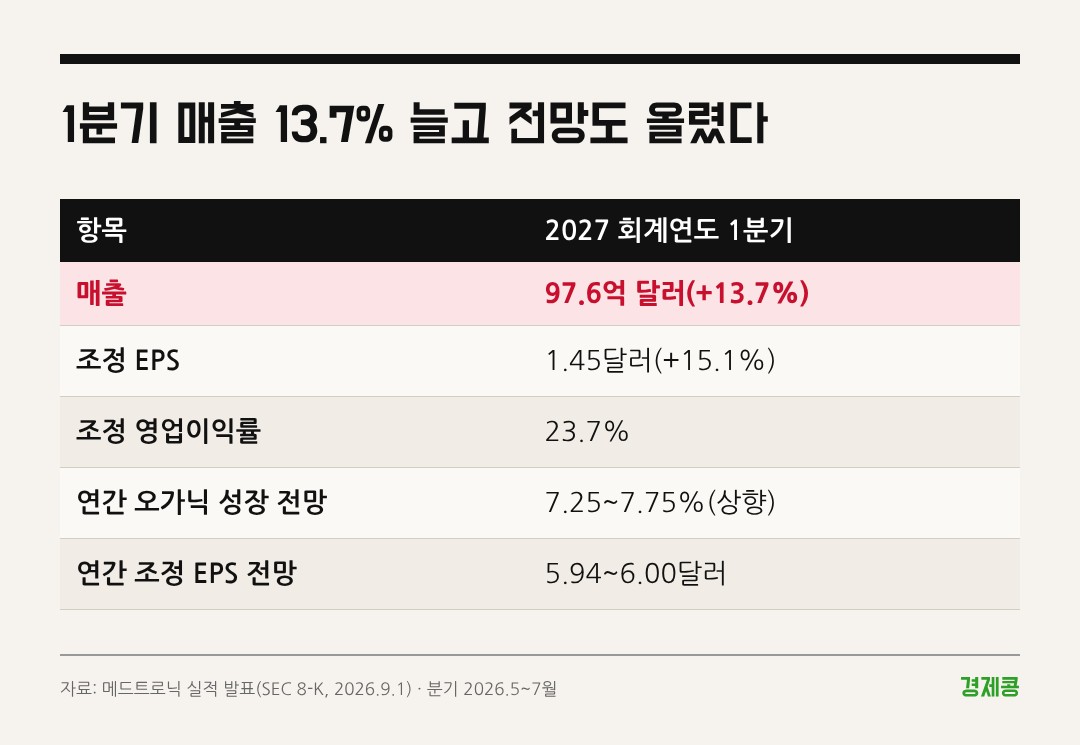 1분기 매출 13.7% 늘고 전망도 올렸다
항목 2027 회계연도 1분기
매출 97.6억 달러(+13.7%)
조정 EPS 1.45달러(+15.1%)
조정 영업이익률 23.7%
연간 오가닉 성장 전망 7.25~7.75%(상향)
연간 조정 EPS 전망 5.94~6.00달러
자료: 메드트로닉 실적 발표(SEC 8-K, 2026.9.1) · 분기 2026.5~7월 경제콩